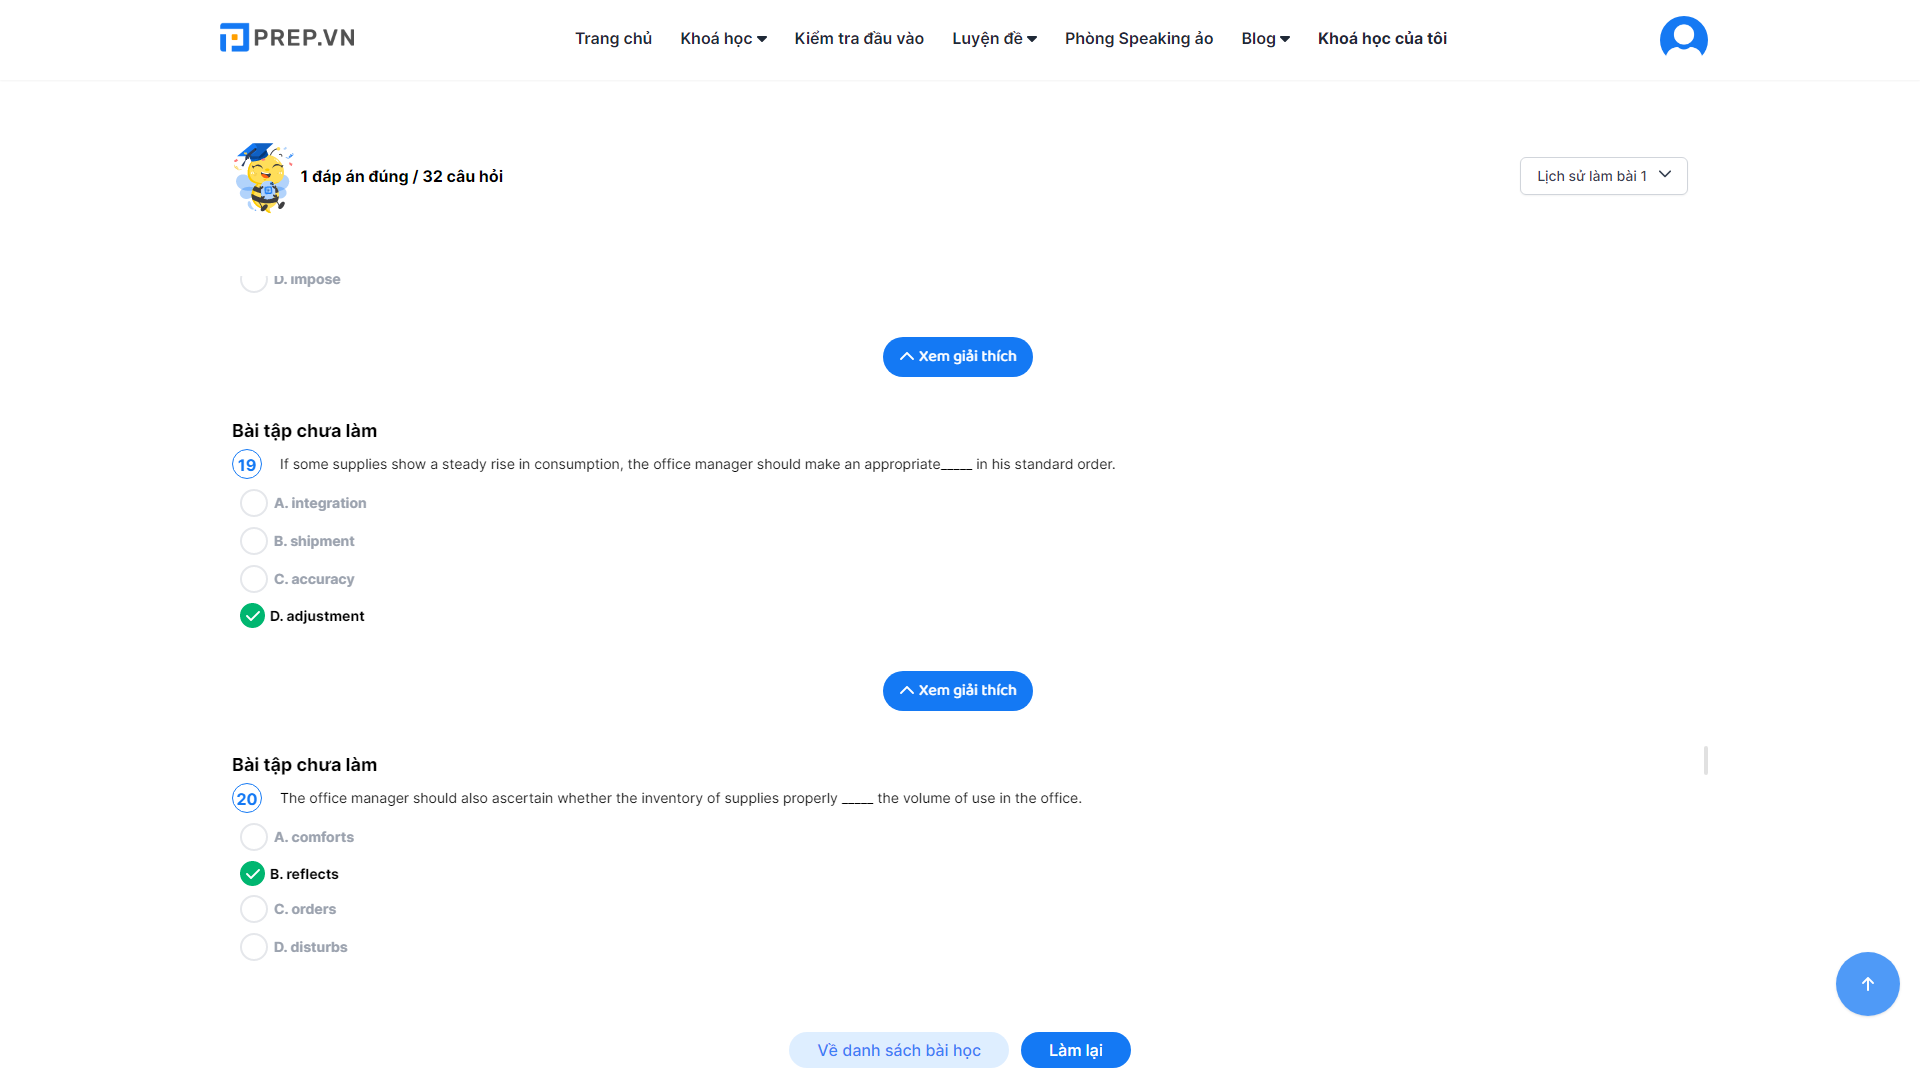 PREP.VN
Trang chủ Khoá học Kiểm tra đầu vào Luyện đề Phòng Speaking ảo Blog Khoá học của tôi
1 đáp án đúng / 32 câu hỏi
Lịch sử làm bài 1
D. impose
Xem giải thích
Bài tập chưa làm
19 If some supplies show a steady rise in consumption, the office manager should make an appropriate_____ in his standard order.
A. integration
B. shipment
C. accuracy
D. adjustment
Xem giải thích
Bài tập chưa làm
20 The office manager should also ascertain whether the inventory of supplies properly _____ the volume of use in the office.
A. comforts
B. reflects
C. orders
D. disturbs
Về danh sách bài học Làm lại